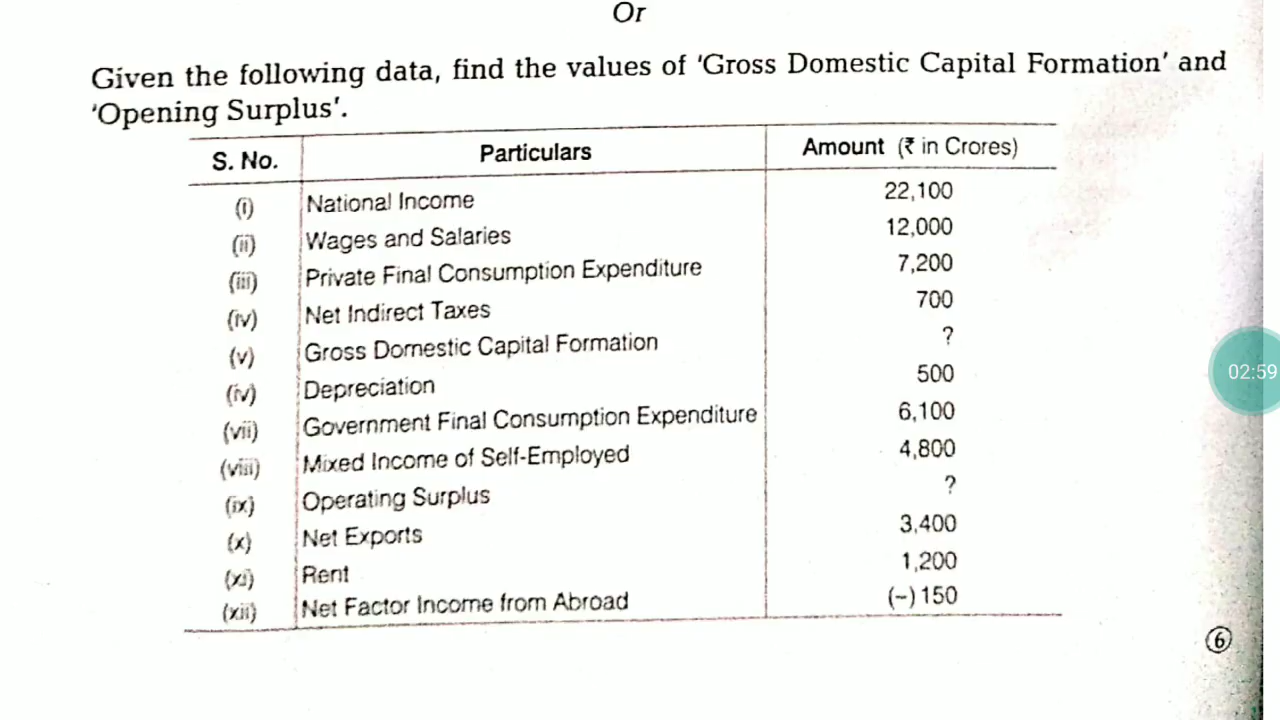 Or
Given the following data, find the values of 'Gross Domestic Capital Formation' and
'Opening Surplus'.
S. No. Particulars Amount (₹ in Crores)
(i) National Income 22,100
(ii) Wages and Salaries 12,000
(iii) Private Final Consumption Expenditure 7,200
(iv) Net Indirect Taxes 700
(v) Gross Domestic Capital Formation ?
(iv) Depreciation 500
(vii) Government Final Consumption Expenditure 6,100
(viii) Mixed Income of Self-Employed 4,800
(ix) Operating Surplus ?
(x) Net Exports 3,400
(xi) Rent 1,200
(xii) Net Factor Income from Abroad (–) 150
6
02:59